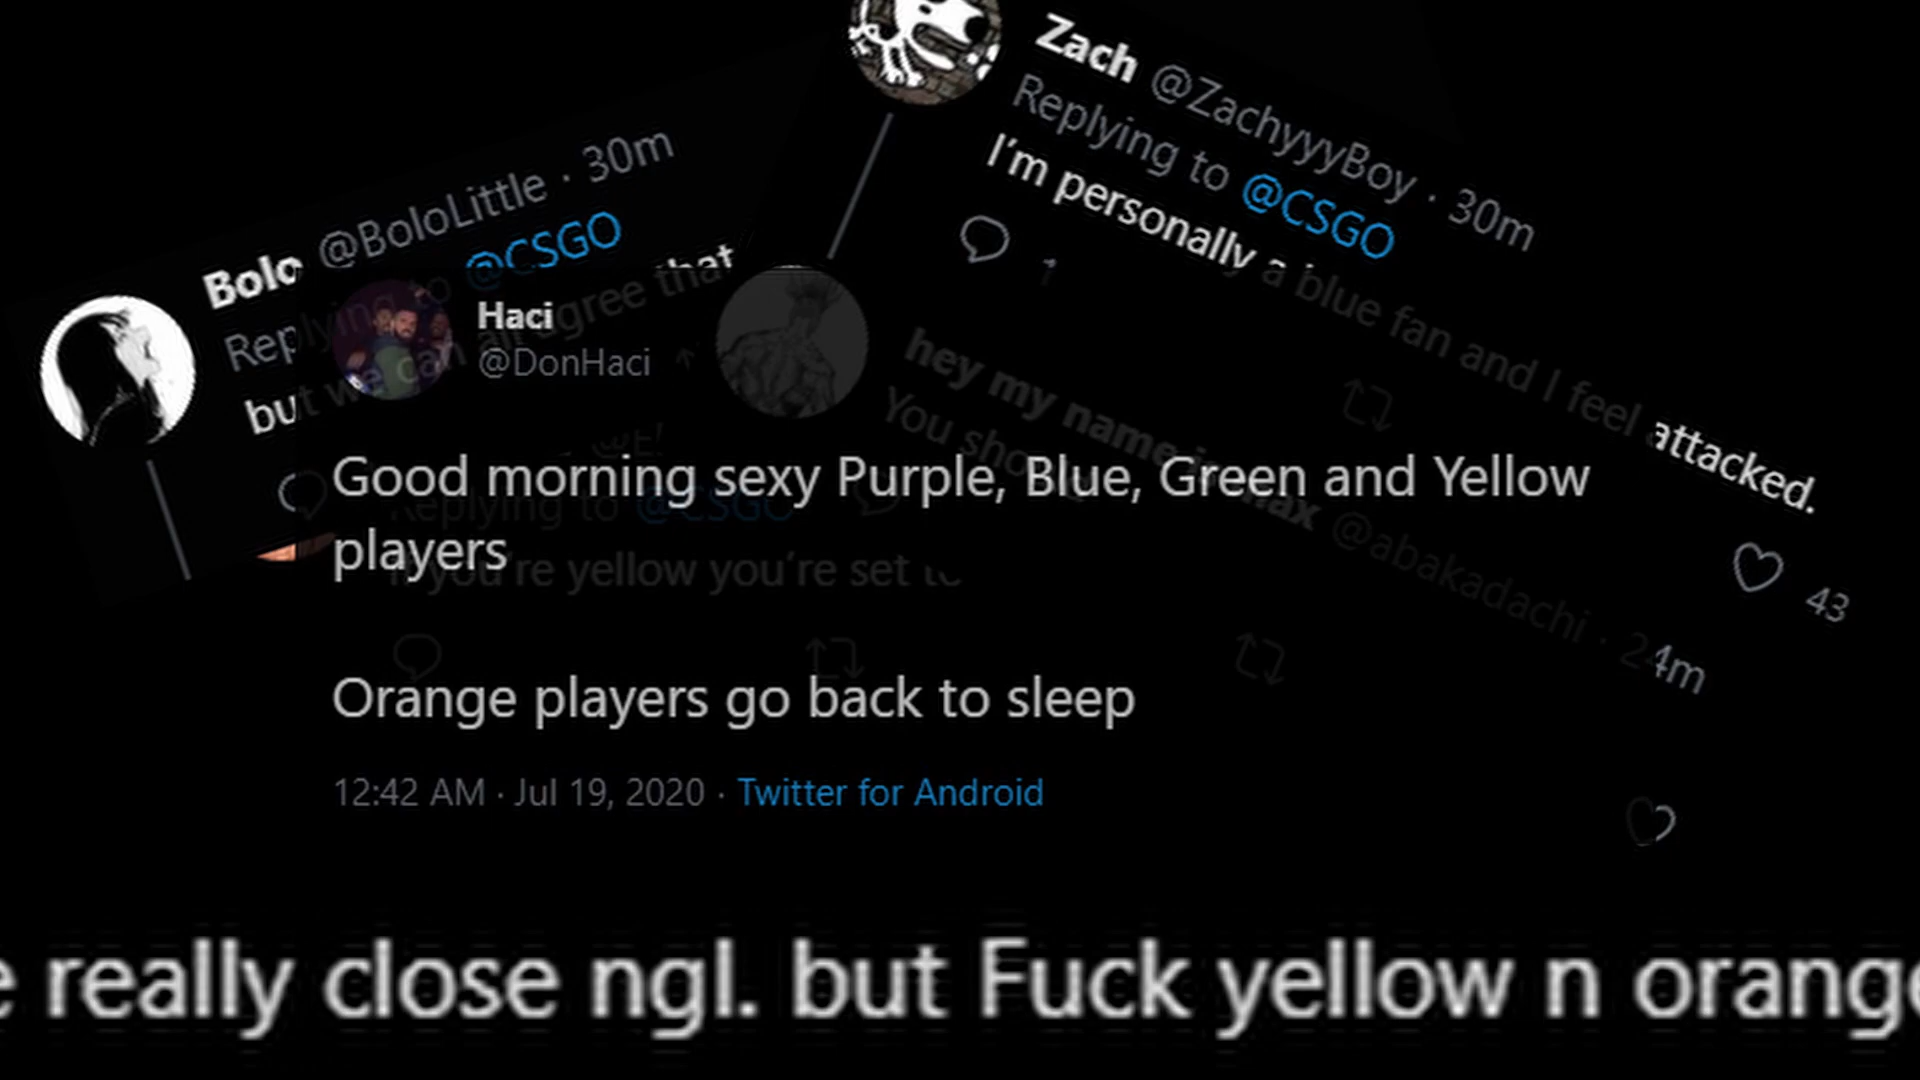 Zach @ZachyyyBoy · 30m
Replying to @CSGO
I'm personally a blue fan and I feel attacked.
1
43
Bolo @BoloLittle · 30m
Replying to @CSGO
but we can all agree that
Haci
@DonHaci
hey my name is max @abakadachi · 24m
You
Good morning sexy Purple, Blue, Green and Yellow
players
Replying to @CSGO
If you're yellow you're set to
Orange players go back to sleep
12:42 AM · Jul 19, 2020 · Twitter for Android
really close ngl. but Fuck yellow n orange